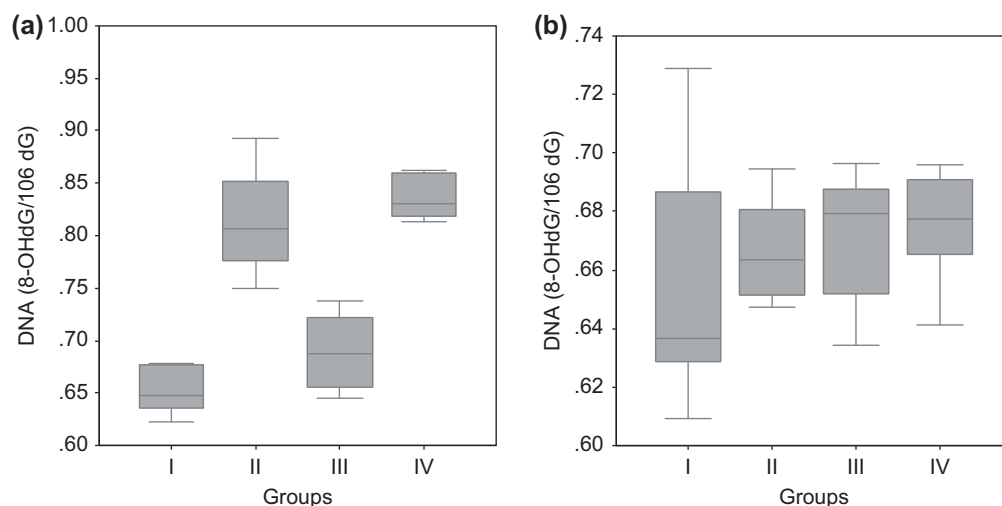 (a)
1.00
.95
.90
.85
.80
.75
.70
.65
.60
DNA (8-OHdG/106 dG)
I II III IV
Groups
(b)
.74
.72
.70
.68
.66
.64
.62
.60
DNA (8-OHdG/106 dG)
I II III IV
Groups